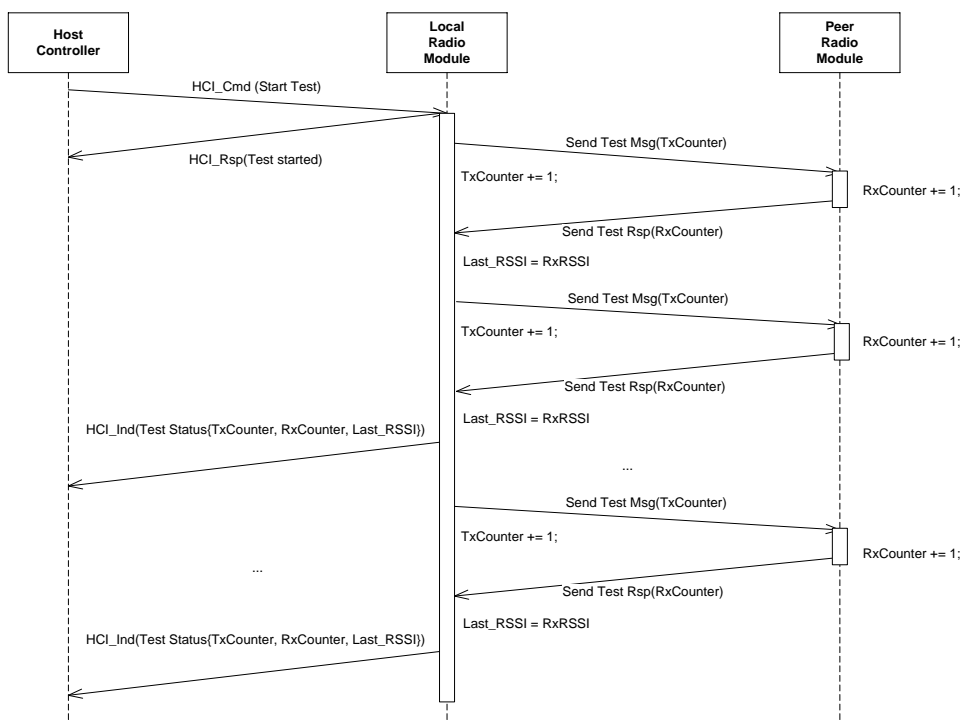 Host
Controller
Local
Radio
Module
Peer
Radio
Module
HCI_Cmd (Start Test)
HCI_Rsp(Test started)
Send Test Msg(TxCounter)
TxCounter += 1;
RxCounter += 1;
Send Test Rsp(RxCounter)
Last_RSSI = RxRSSI
Send Test Msg(TxCounter)
TxCounter += 1;
RxCounter += 1;
Send Test Rsp(RxCounter)
Last_RSSI = RxRSSI
HCI_Ind(Test Status{TxCounter, RxCounter, Last_RSSI})
...
Send Test Msg(TxCounter)
TxCounter += 1;
RxCounter += 1;
...
Send Test Rsp(RxCounter)
Last_RSSI = RxRSSI
HCI_Ind(Test Status{TxCounter, RxCounter, Last_RSSI})